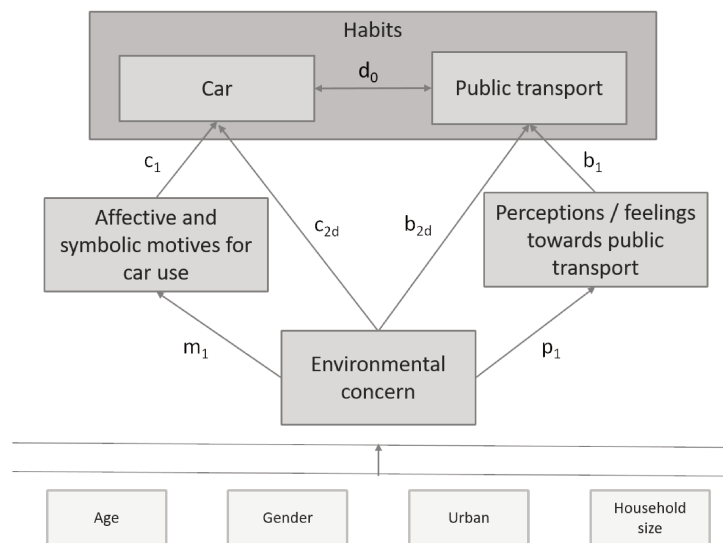 Habits
Car
d0
Public transport
c1
b1
Affective and
symbolic motives for
car use
c2d
b2d
Perceptions / feelings
towards public
transport
m1
Environmental
concern
p1
Age
Gender
Urban
Household
size